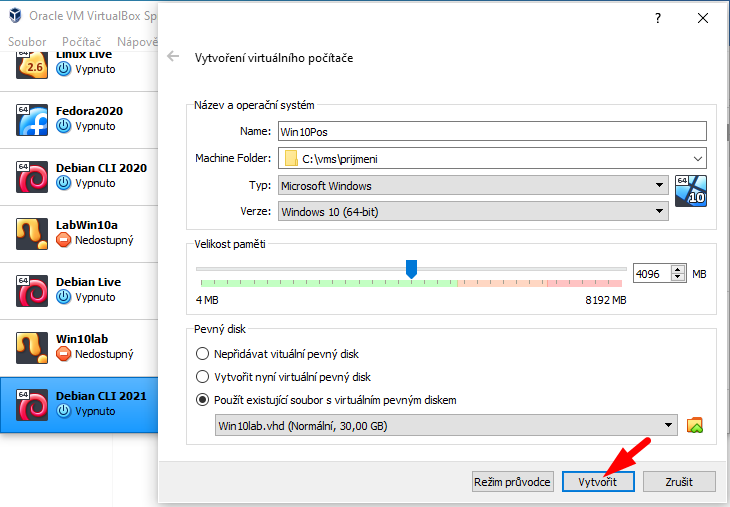 Oracle VM VirtualBox Sp
Soubor Počítač Nápově
Linux Live
2.6
Vypnuto
64
Fedora2020
Vypnuto
64
Debian CLI 2020
Vypnuto
LabWin10a
Nedostupný
64
Debian Live
Vypnuto
Win10lab
Nedostupný
64
Debian CLI 2021
Vypnuto
?
Vytvoření virtuálního počítače
Název a operační systém
Name: Win10Pos
Machine Folder: C:\vms\prijmeni
Typ: Microsoft Windows
64
10
Verze: Windows 10 (64-bit)
Velikost paměti
4096 MB
4 MB 8192 MB
Pevný disk
Nepřidávat vituální pevný disk
Vytvořit nyní virtuální pevný disk
Použít existující soubor s virtuálním pevným diskem
Win10lab.vhd (Normální, 30,00 GB)
Režim průvodce Vytvořit Zrušit